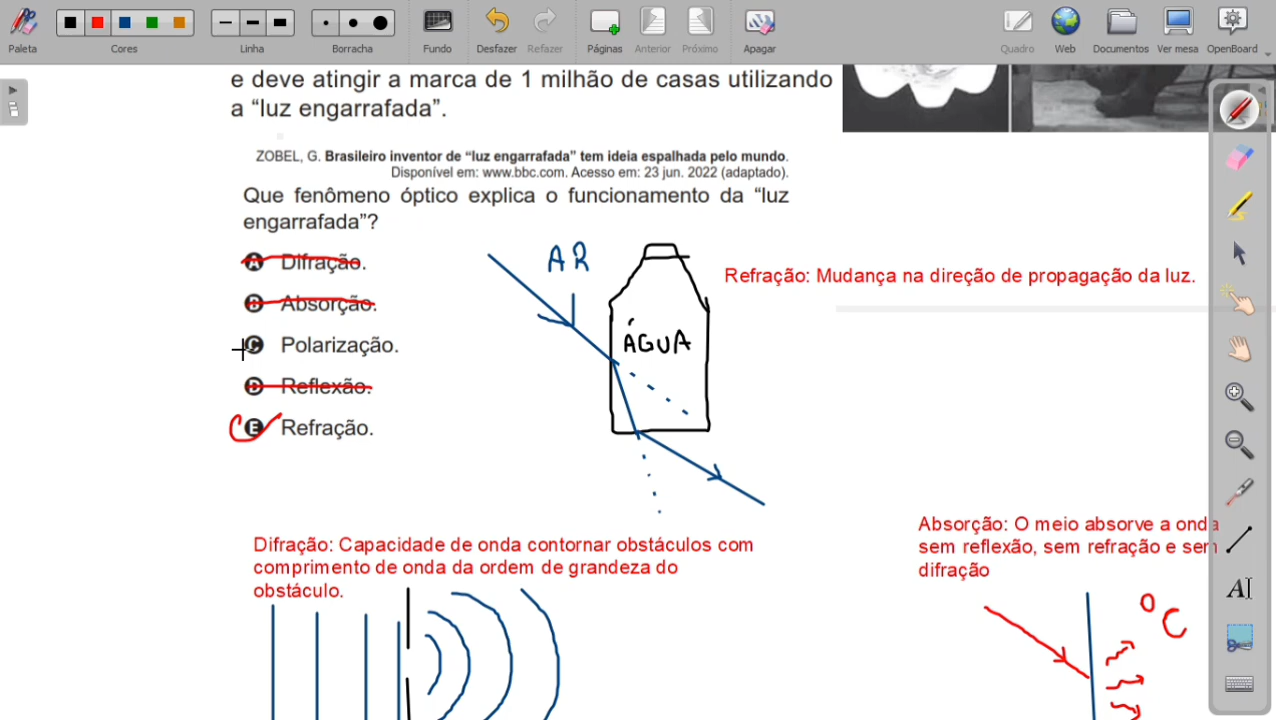 Paleta
Cores
Linha
Borracha
Fundo
Desfazer
Refazer
Páginas
Anterior
Próximo
Apagar
Quadro
Web
Documentos
Ver mesa
OpenBoard
e deve atingir a marca de 1 milhão de casas utilizando
a “luz engarrafada”.
ZOBEL, G. Brasileiro inventor de “luz engarrafada” tem ideia espalhada pelo mundo.
Disponível em: www.bbc.com. Acesso em: 23 jun. 2022 (adaptado).
Que fenômeno óptico explica o funcionamento da “luz
engarrafada”?
A Difração.
B Absorção.
C Polarização.
D Reflexão.
E Refração.
AR
ÁGUA
Refração: Mudança na direção de propagação da luz.
Difração: Capacidade de onda contornar obstáculos com
comprimento de onda da ordem de grandeza do
obstáculo.
Absorção: O meio absorve a onda
sem reflexão, sem refração e sem
difração
°C
AI